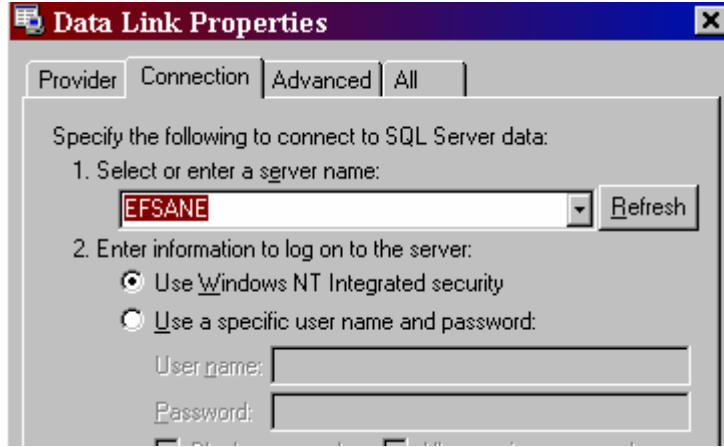 Data Link Properties
Provider Connection Advanced All
Specify the following to connect to SQL Server data:
1. Select or enter a server name:
EFSANE Refresh
2. Enter information to log on to the server:
Use Windows NT Integrated security
Use a specific user name and password:
User name:
Password: